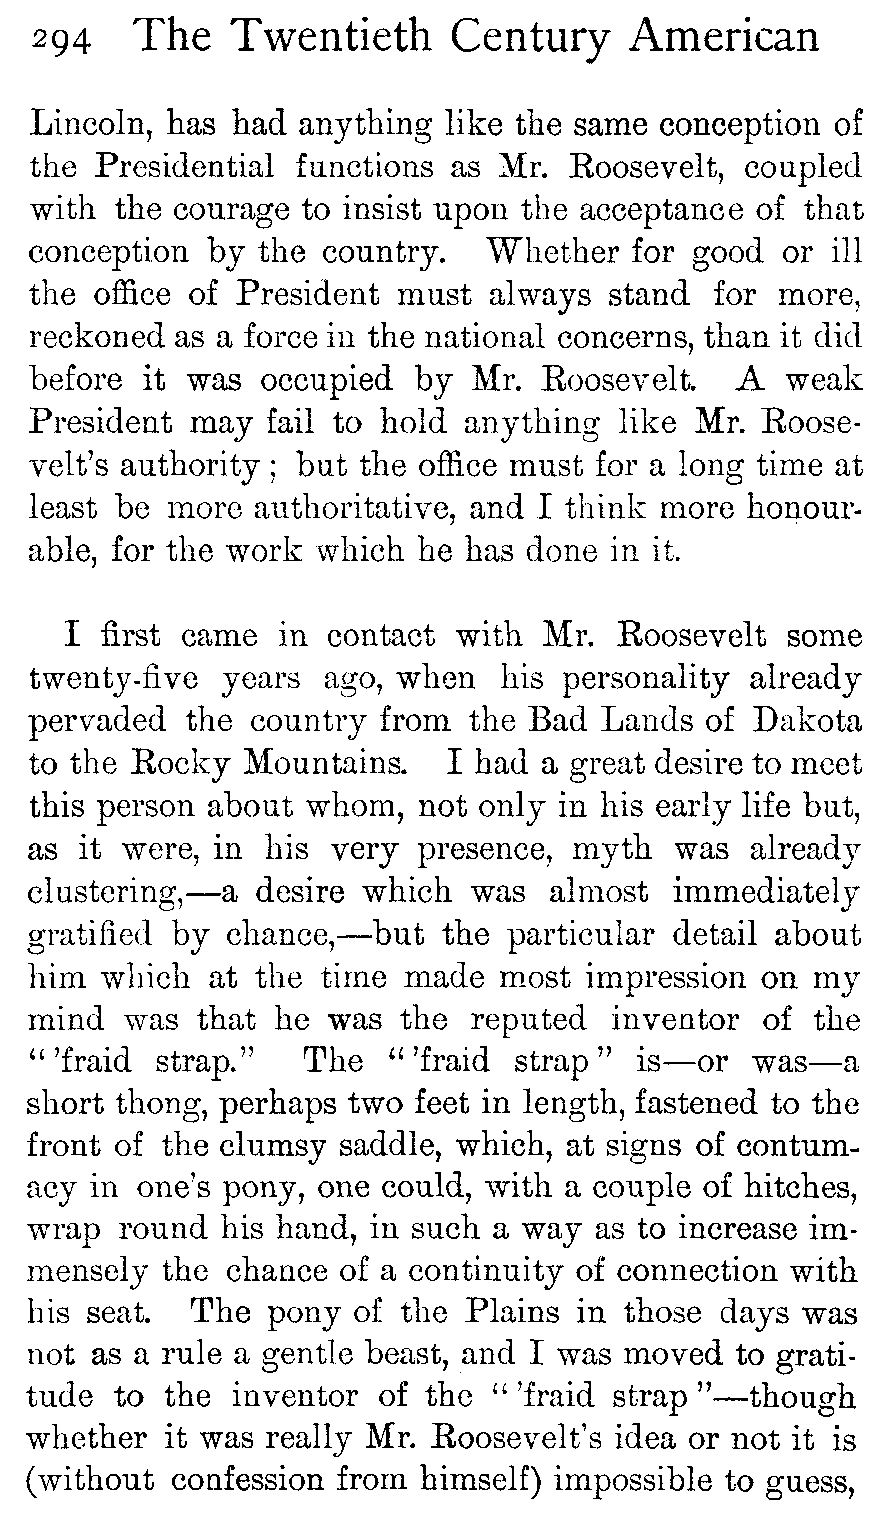 294 The Twentieth Century American
Lincoln, has had anything like the same conception of
the Presidential functions as Mr. Roosevelt, coupled
with the courage to insist upon the acceptance of that
conception by the country. Whether for good or ill
the office of President must always stand for more,
reckoned as a force in the national concerns, than it did
before it was occupied by Mr. Roosevelt. A weak
President may fail to hold anything like Mr. Roose-
velt's authority; but the office must for a long time at
least be more authoritative, and I think more honour-
able, for the work which he has done in it.
I first came in contact with Mr. Roosevelt some
twenty-five years ago, when his personality already
pervaded the country from the Bad Lands of Dakota
to the Rocky Mountains. I had a great desire to meet
this person about whom, not only in his early life but,
as it were, in his very presence, myth was already
clustering,—a desire which was almost immediately
gratified by chance,—but the particular detail about
him which at the time made most impression on my
mind was that he was the reputed inventor of the
"'fraid strap." The "'fraid strap" is—or was—a
short thong, perhaps two feet in length, fastened to the
front of the clumsy saddle, which, at signs of contum-
acy in one's pony, one could, with a couple of hitches,
wrap round his hand, in such a way as to increase im-
mensely the chance of a continuity of connection with
his seat. The pony of the Plains in those days was
not as a rule a gentle beast, and I was moved to grati-
tude to the inventor of the "'fraid strap"—though
whether it was really Mr. Roosevelt's idea or not it is
(without confession from himself) impossible to guess,